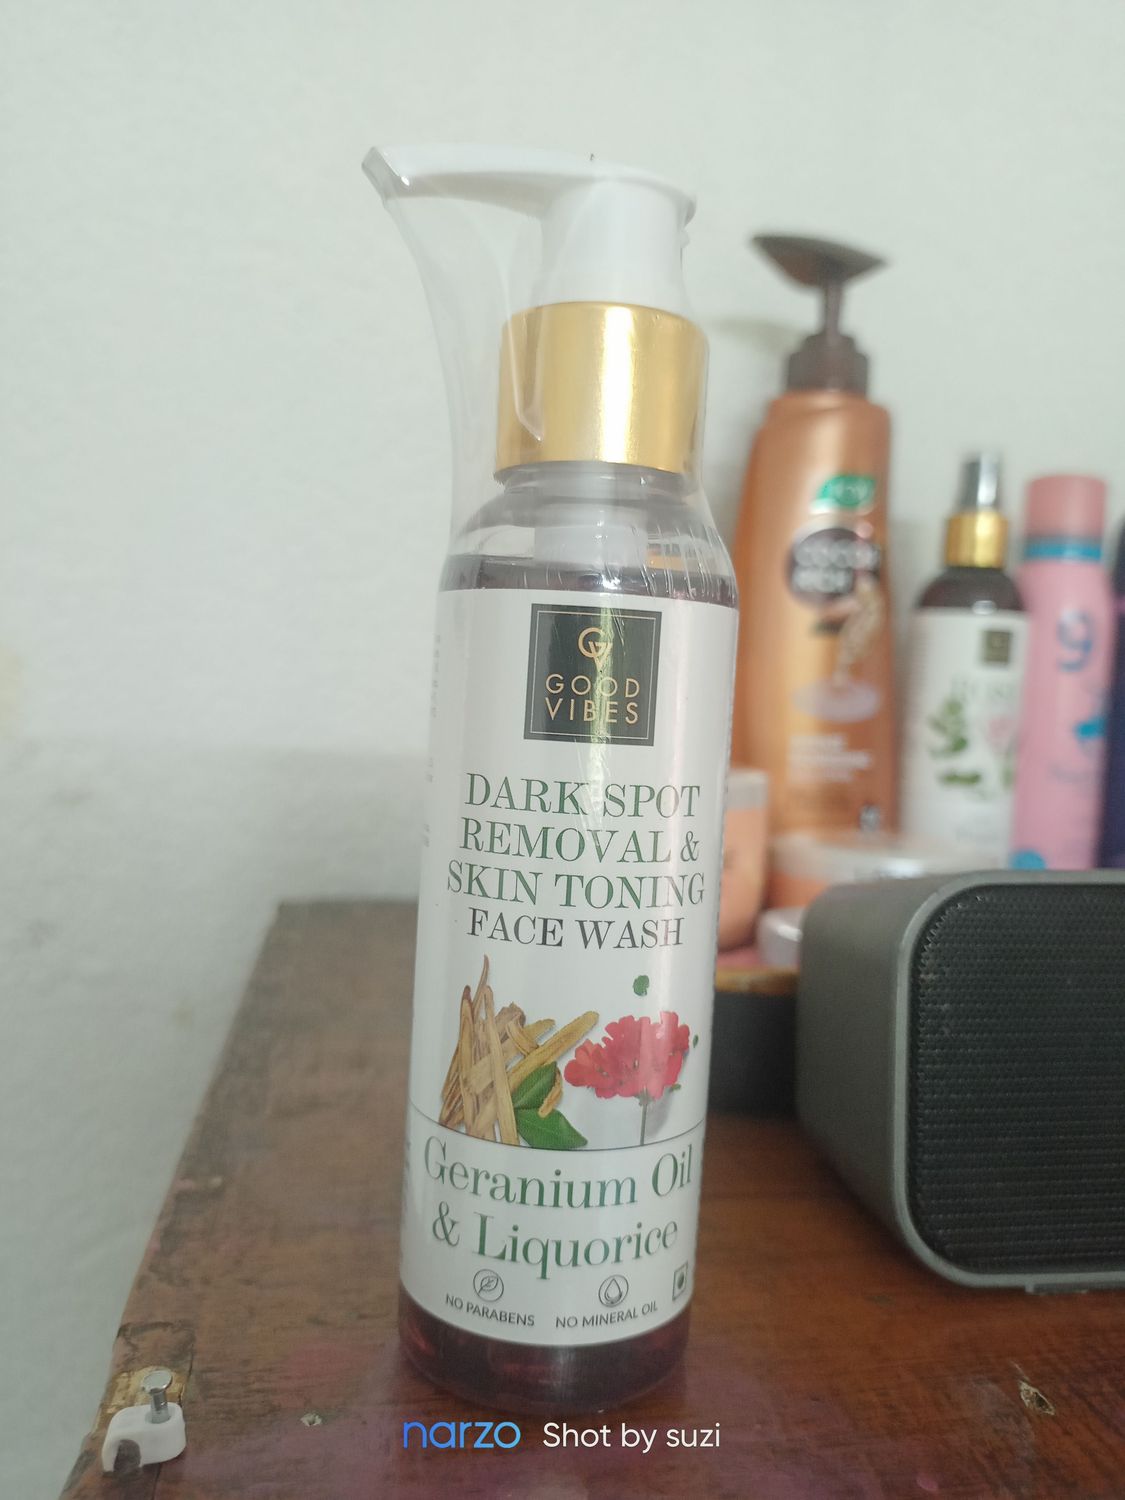 GV
GOOD
VIBES
DARK SPOT
REMOVAL &
SKIN TONING
FACE WASH
Geranium Oil
& Liquorice
NO PARABENS
NO MINERAL OIL
narzo Shot by suzi